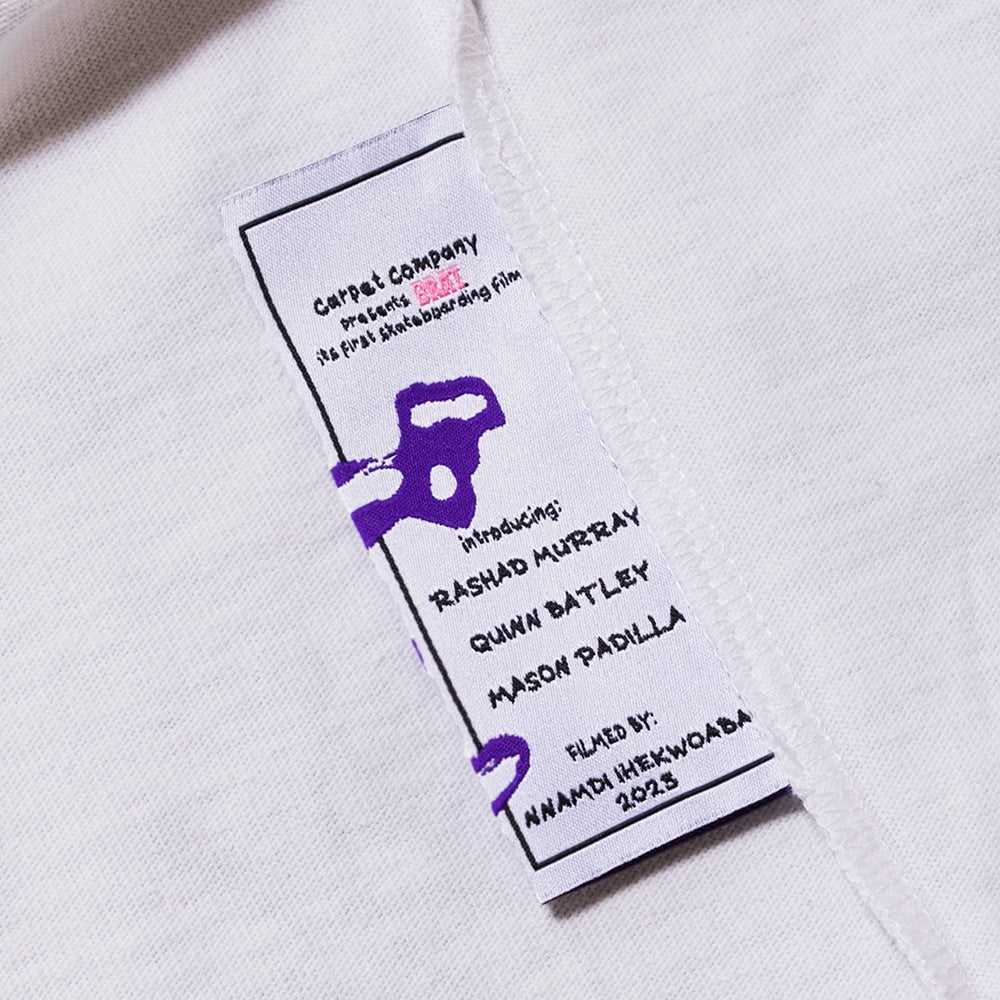 Carpet Company
presents
its first skateboarding film
introducing:
RASHAD MURRAY
QUINN BATLEY
MASON PADILLA
FILMED BY:
NNAMDI IHEKWOABA
2023